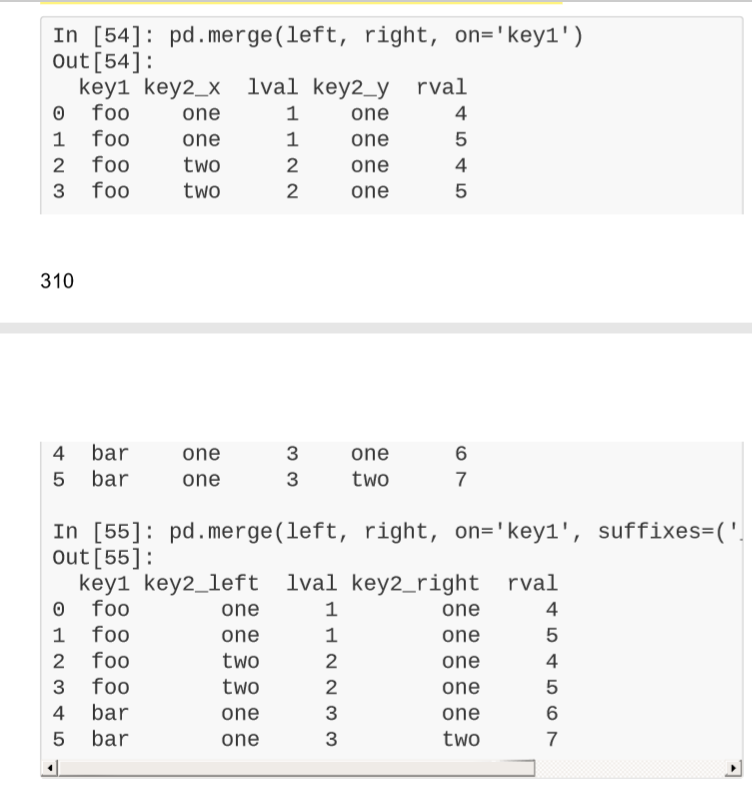 In [54]: pd.merge(left, right, on='key1')
Out[54]:
  key1 key2_x  lval key2_y  rval
0  foo    one     1    one     4
1  foo    one     1    one     5
2  foo    two     2    one     4
3  foo    two     2    one     5
310
4  bar    one     3    one     6
5  bar    one     3    two     7
In [55]: pd.merge(left, right, on='key1', suffixes=('_
Out[55]:
  key1 key2_left  lval key2_right  rval
0  foo       one     1        one     4
1  foo       one     1        one     5
2  foo       two     2        one     4
3  foo       two     2        one     5
4  bar       one     3        one     6
5  bar       one     3        two     7